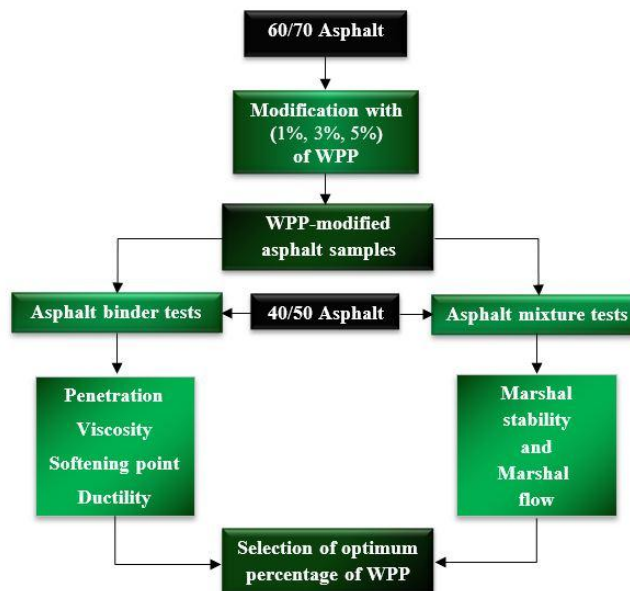 60/70 Asphalt
Modification with
(1%, 3%, 5%)
of WPP
WPP-modified
asphalt samples
Asphalt binder tests
40/50 Asphalt
Asphalt mixture tests
Penetration
Viscosity
Softening point
Ductility
Marshal
stability
and
Marshal
flow
Selection of optimum
percentage of WPP